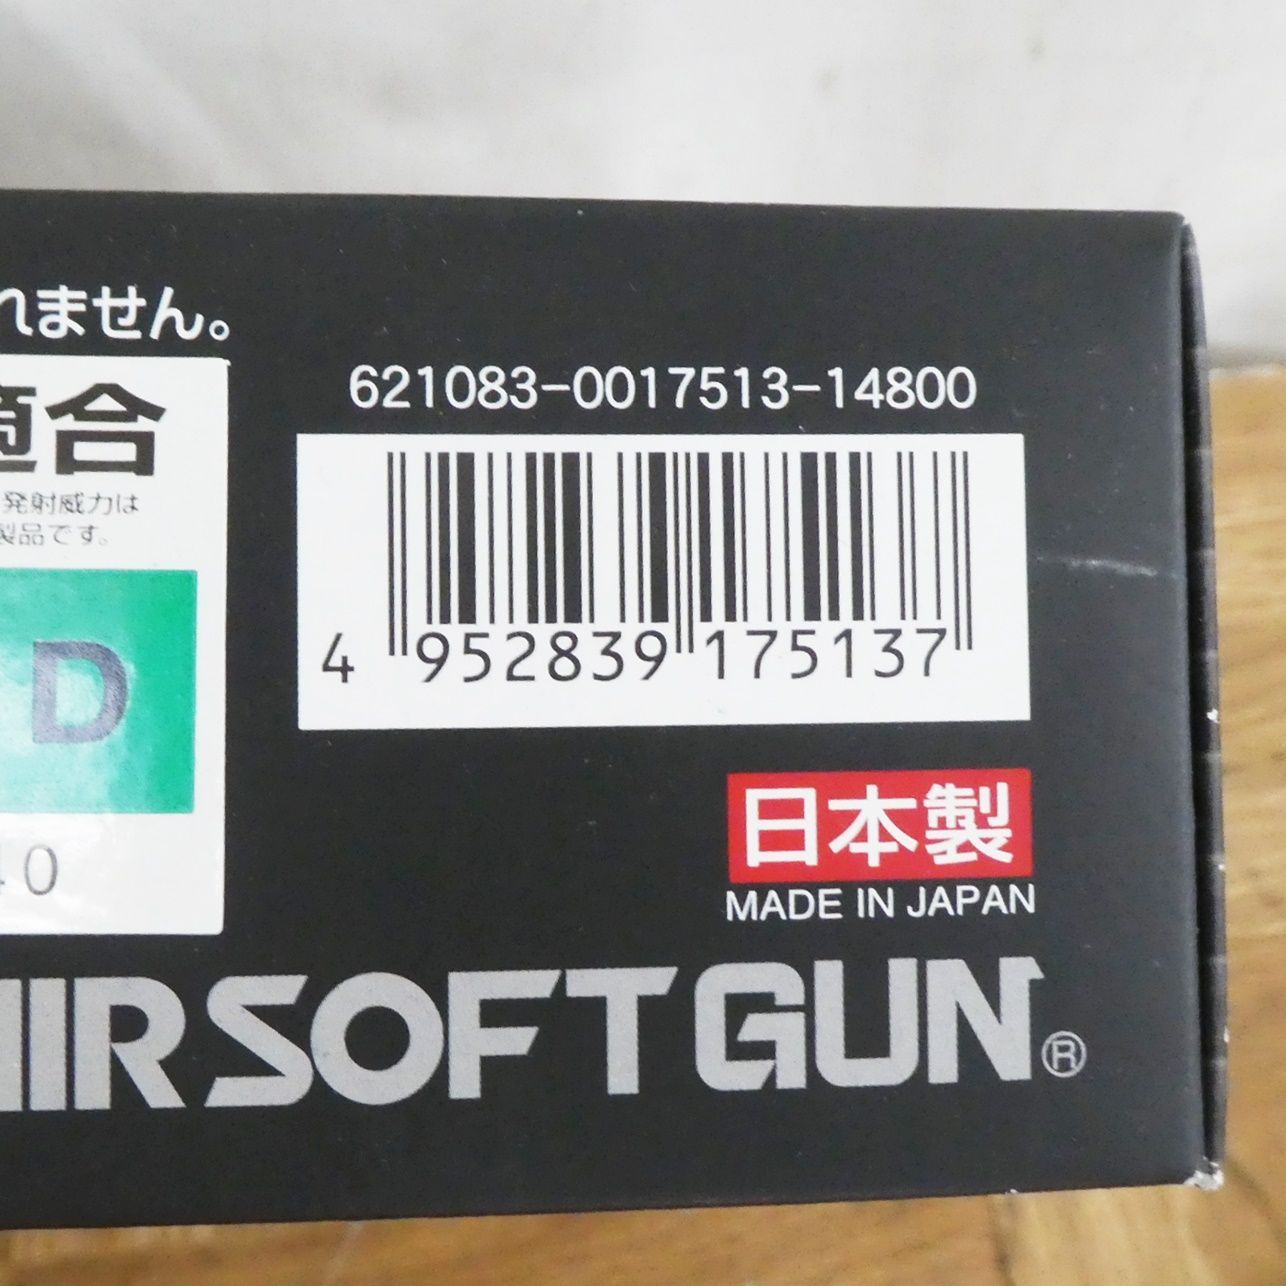 れません。
適合
発射威力は
製品です。
D
40
621083-0017513-14800
4 952839 175137
日本製
MADE IN JAPAN
AIRSOFT GUN®